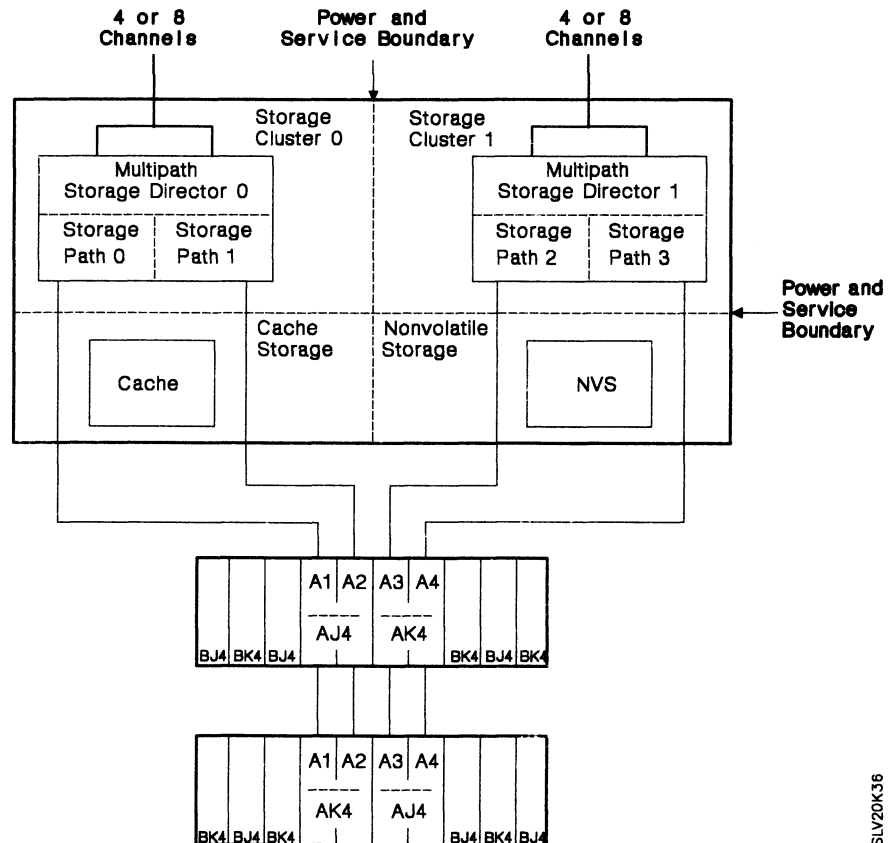 4 or 8
Channels
Power and
Service Boundary
4 or 8
Channels
Storage
Cluster 0
Storage
Cluster 1
Multipath
Storage Director 0
Storage
Path 0
Storage
Path 1
Multipath
Storage Director 1
Storage
Path 2
Storage
Path 3
Power and
Service
Boundary
Cache
Storage
Nonvolatile
Storage
Cache
NVS
A1 A2 A3 A4
AJ4 AK4
BJ4 BK4 BJ4 BK4 BJ4 BK4
A1 A2 A3 A4
AK4 AJ4
BK4 BJ4 BK4 BJ4 BK4 BJ4
SLV20K36